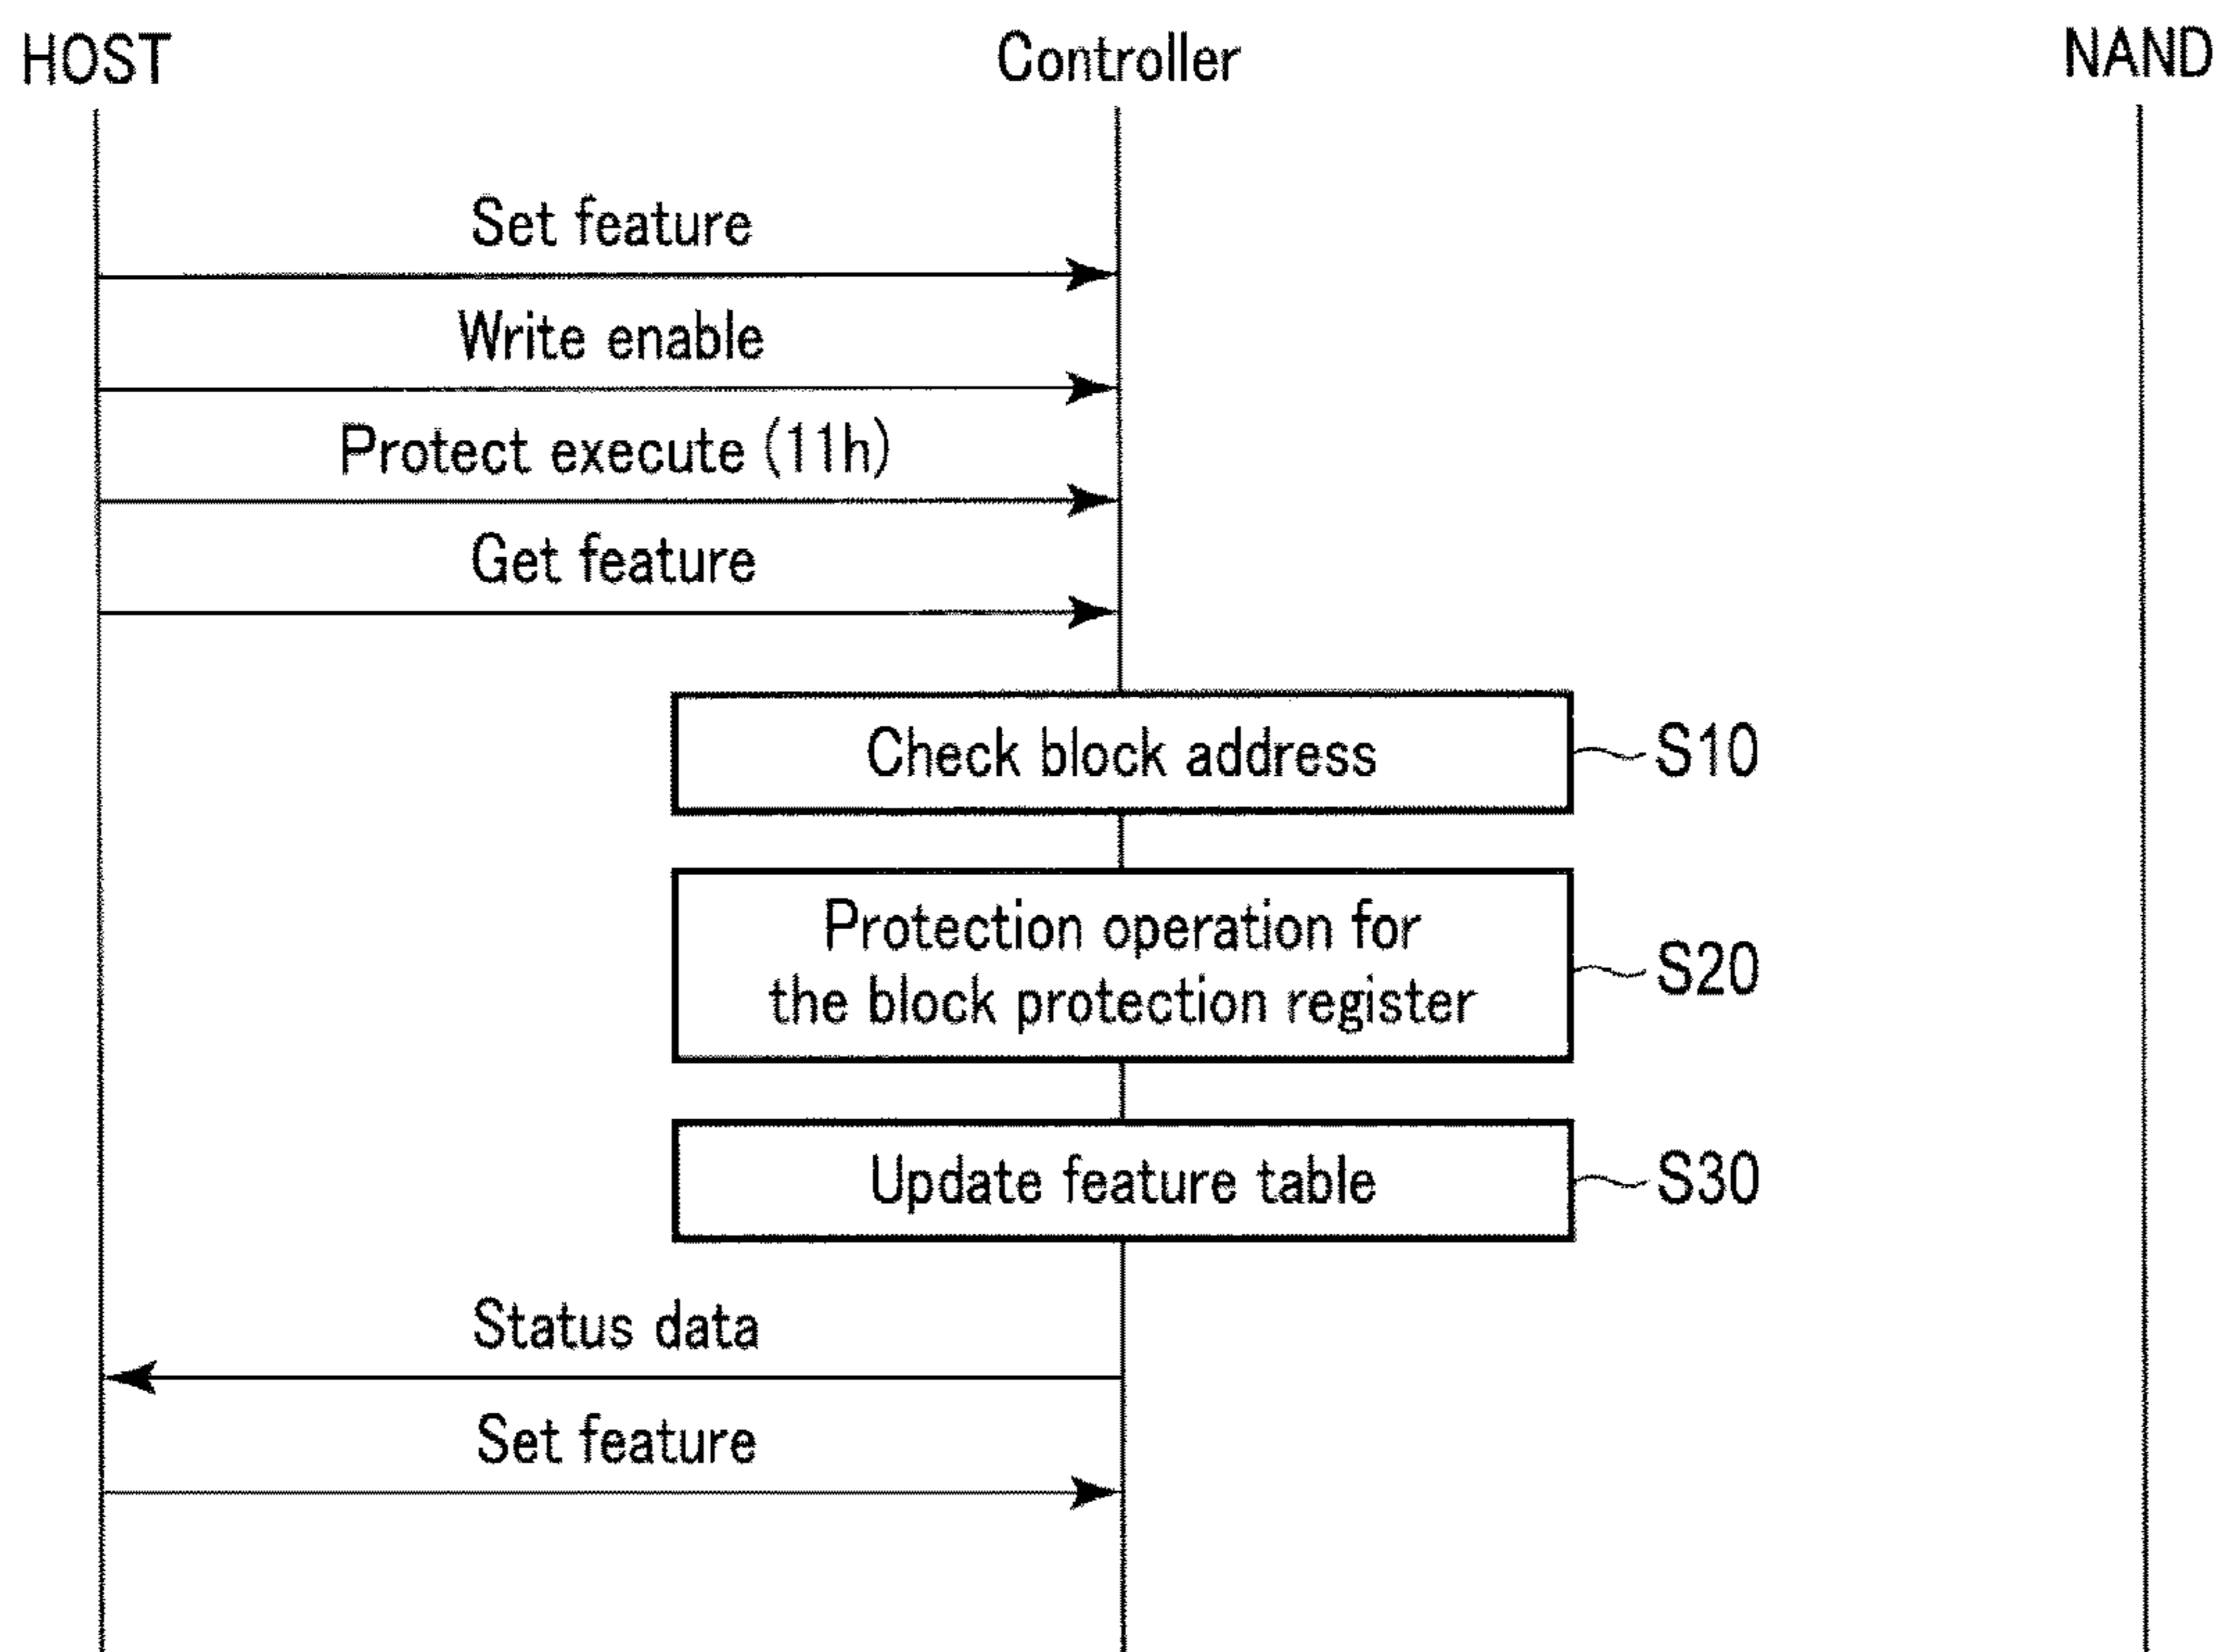 HOST
Controller
NAND
Set feature
Write enable
Protect execute (11h)
Get feature
Check block address
S10
Protection operation for
the block protection register
S20
Update feature table
S30
Status data
Set feature